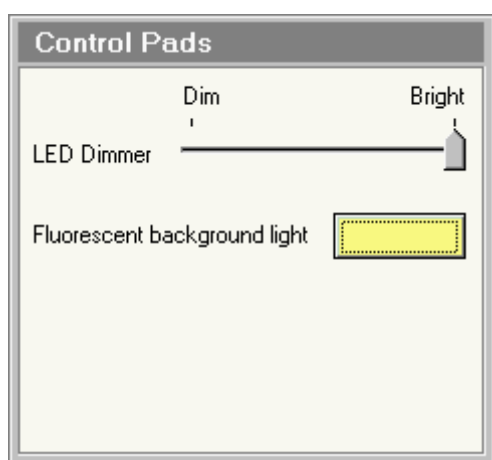 Control Pads
Dim Bright
LED Dimmer
Fluorescent background light